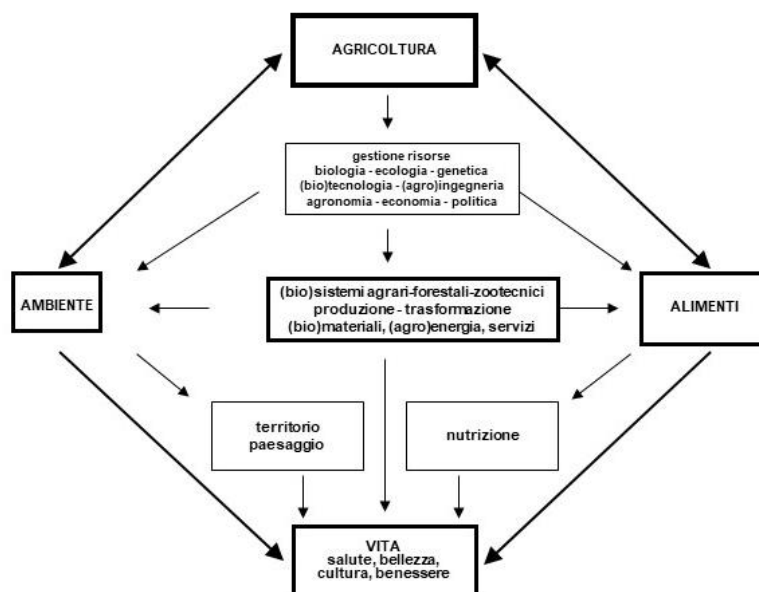 AGRICOLTURA
gestione risorse
biologia - ecologia - genetica
(bio)tecnologia - (agro)ingegneria
agronomia - economia - politica
AMBIENTE
(bio)sistemi agrari-forestali-zootecnici
produzione - trasformazione
(bio)materiali, (agro)energia, servizi
ALIMENTI
territorio
paesaggio
nutrizione
VITA
salute, bellezza,
cultura, benessere